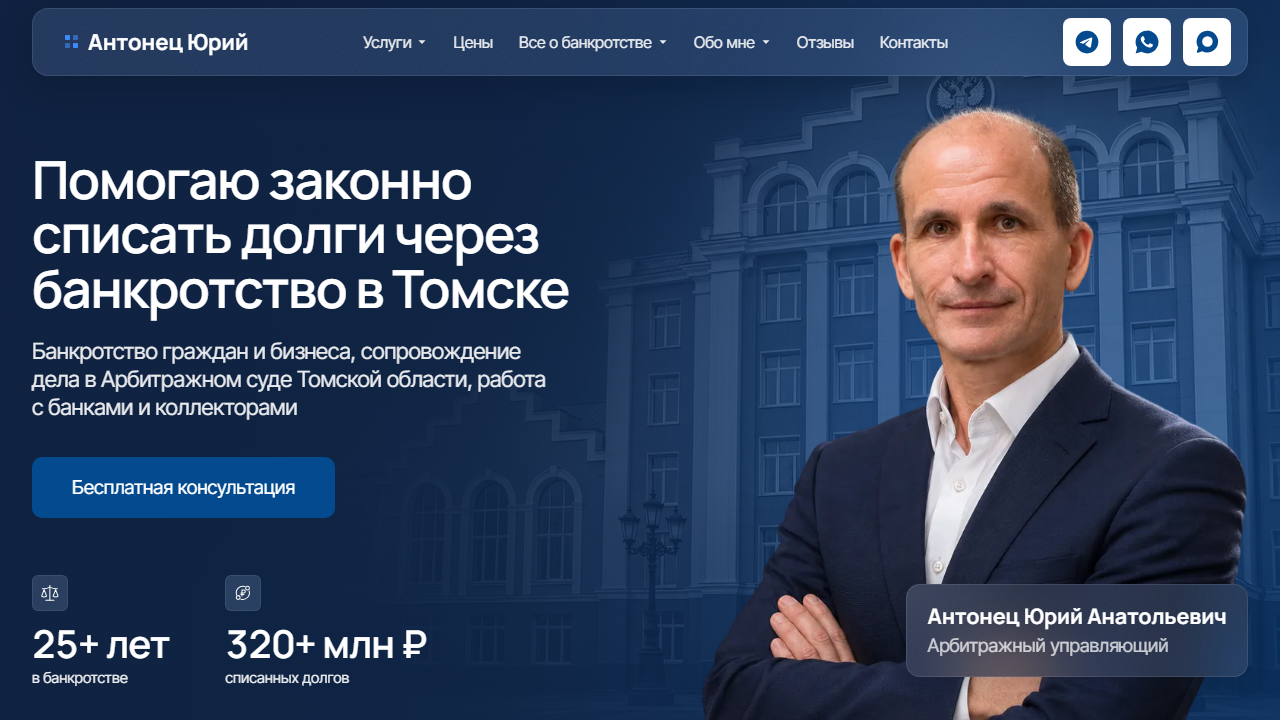 Антонец Юрий
Услуги
Цены
Все о банкротстве
Обо мне
Отзывы
Контакты
Помогаю законно
списать долги через
банкротство в Томске
Банкротство граждан и бизнеса, сопровождение
дела в Арбитражном суде Томской области, работа
с банками и коллекторами
Бесплатная консультация
25+ лет
в банкротстве
320+ млн ₽
списанных долгов
Антонец Юрий Анатольевич
Арбитражный управляющий